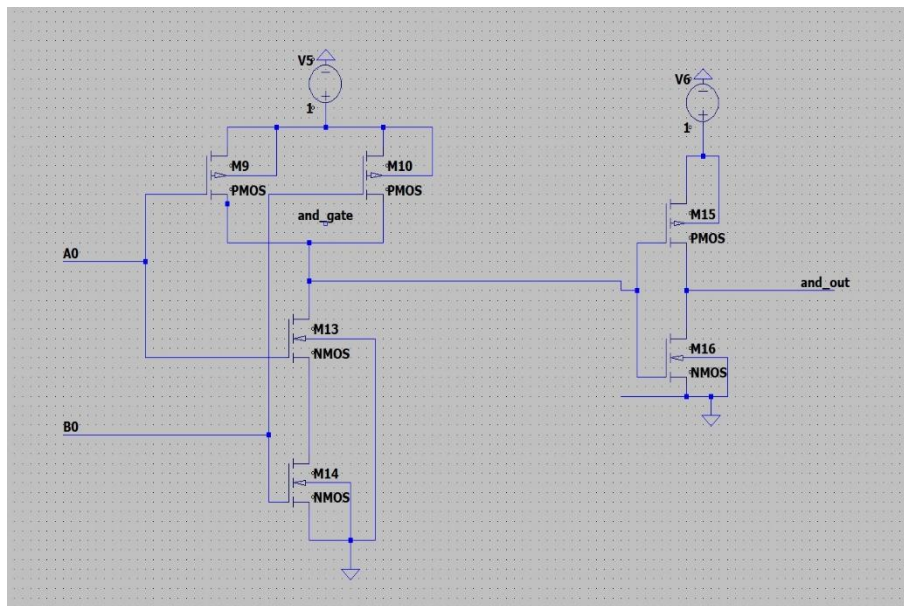 V5
1
V6
1
M9
PMOS
M10
PMOS
and_gate
M15
PMOS
A0
and_out
M13
NMOS
M16
NMOS
B0
M14
NMOS